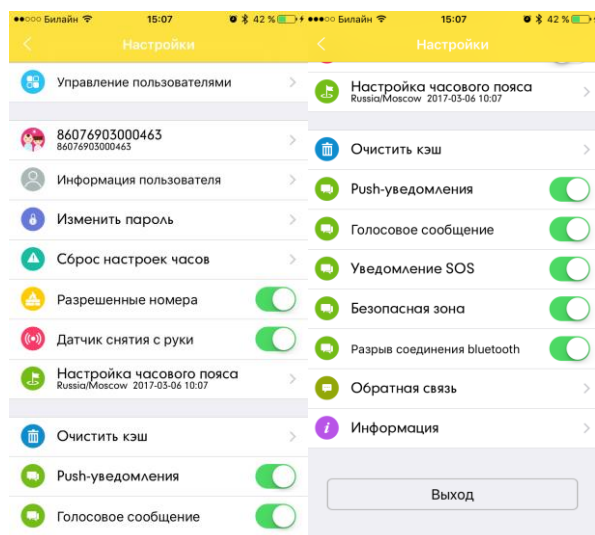 ●●○○○ Билайн 15:07 42 %
Настройки
Управление пользователями
86076903000463
86076903000463
Информация пользователя
Изменить пароль
Сброс настроек часов
Разрешенные номера
Датчик снятия с руки
Настройка часового пояса
Russia/Moscow 2017-03-06 10:07
Очистить кэш
Push-уведомления
Голосовое сообщение
●●●○○ Билайн 15:07 42 %
Настройки
Настройка часового пояса
Russia/Moscow 2017-03-06 10:07
Очистить кэш
Push-уведомления
Голосовое сообщение
Уведомление SOS
Безопасная зона
Разрыв соединения bluetooth
Обратная связь
Информация
Выход